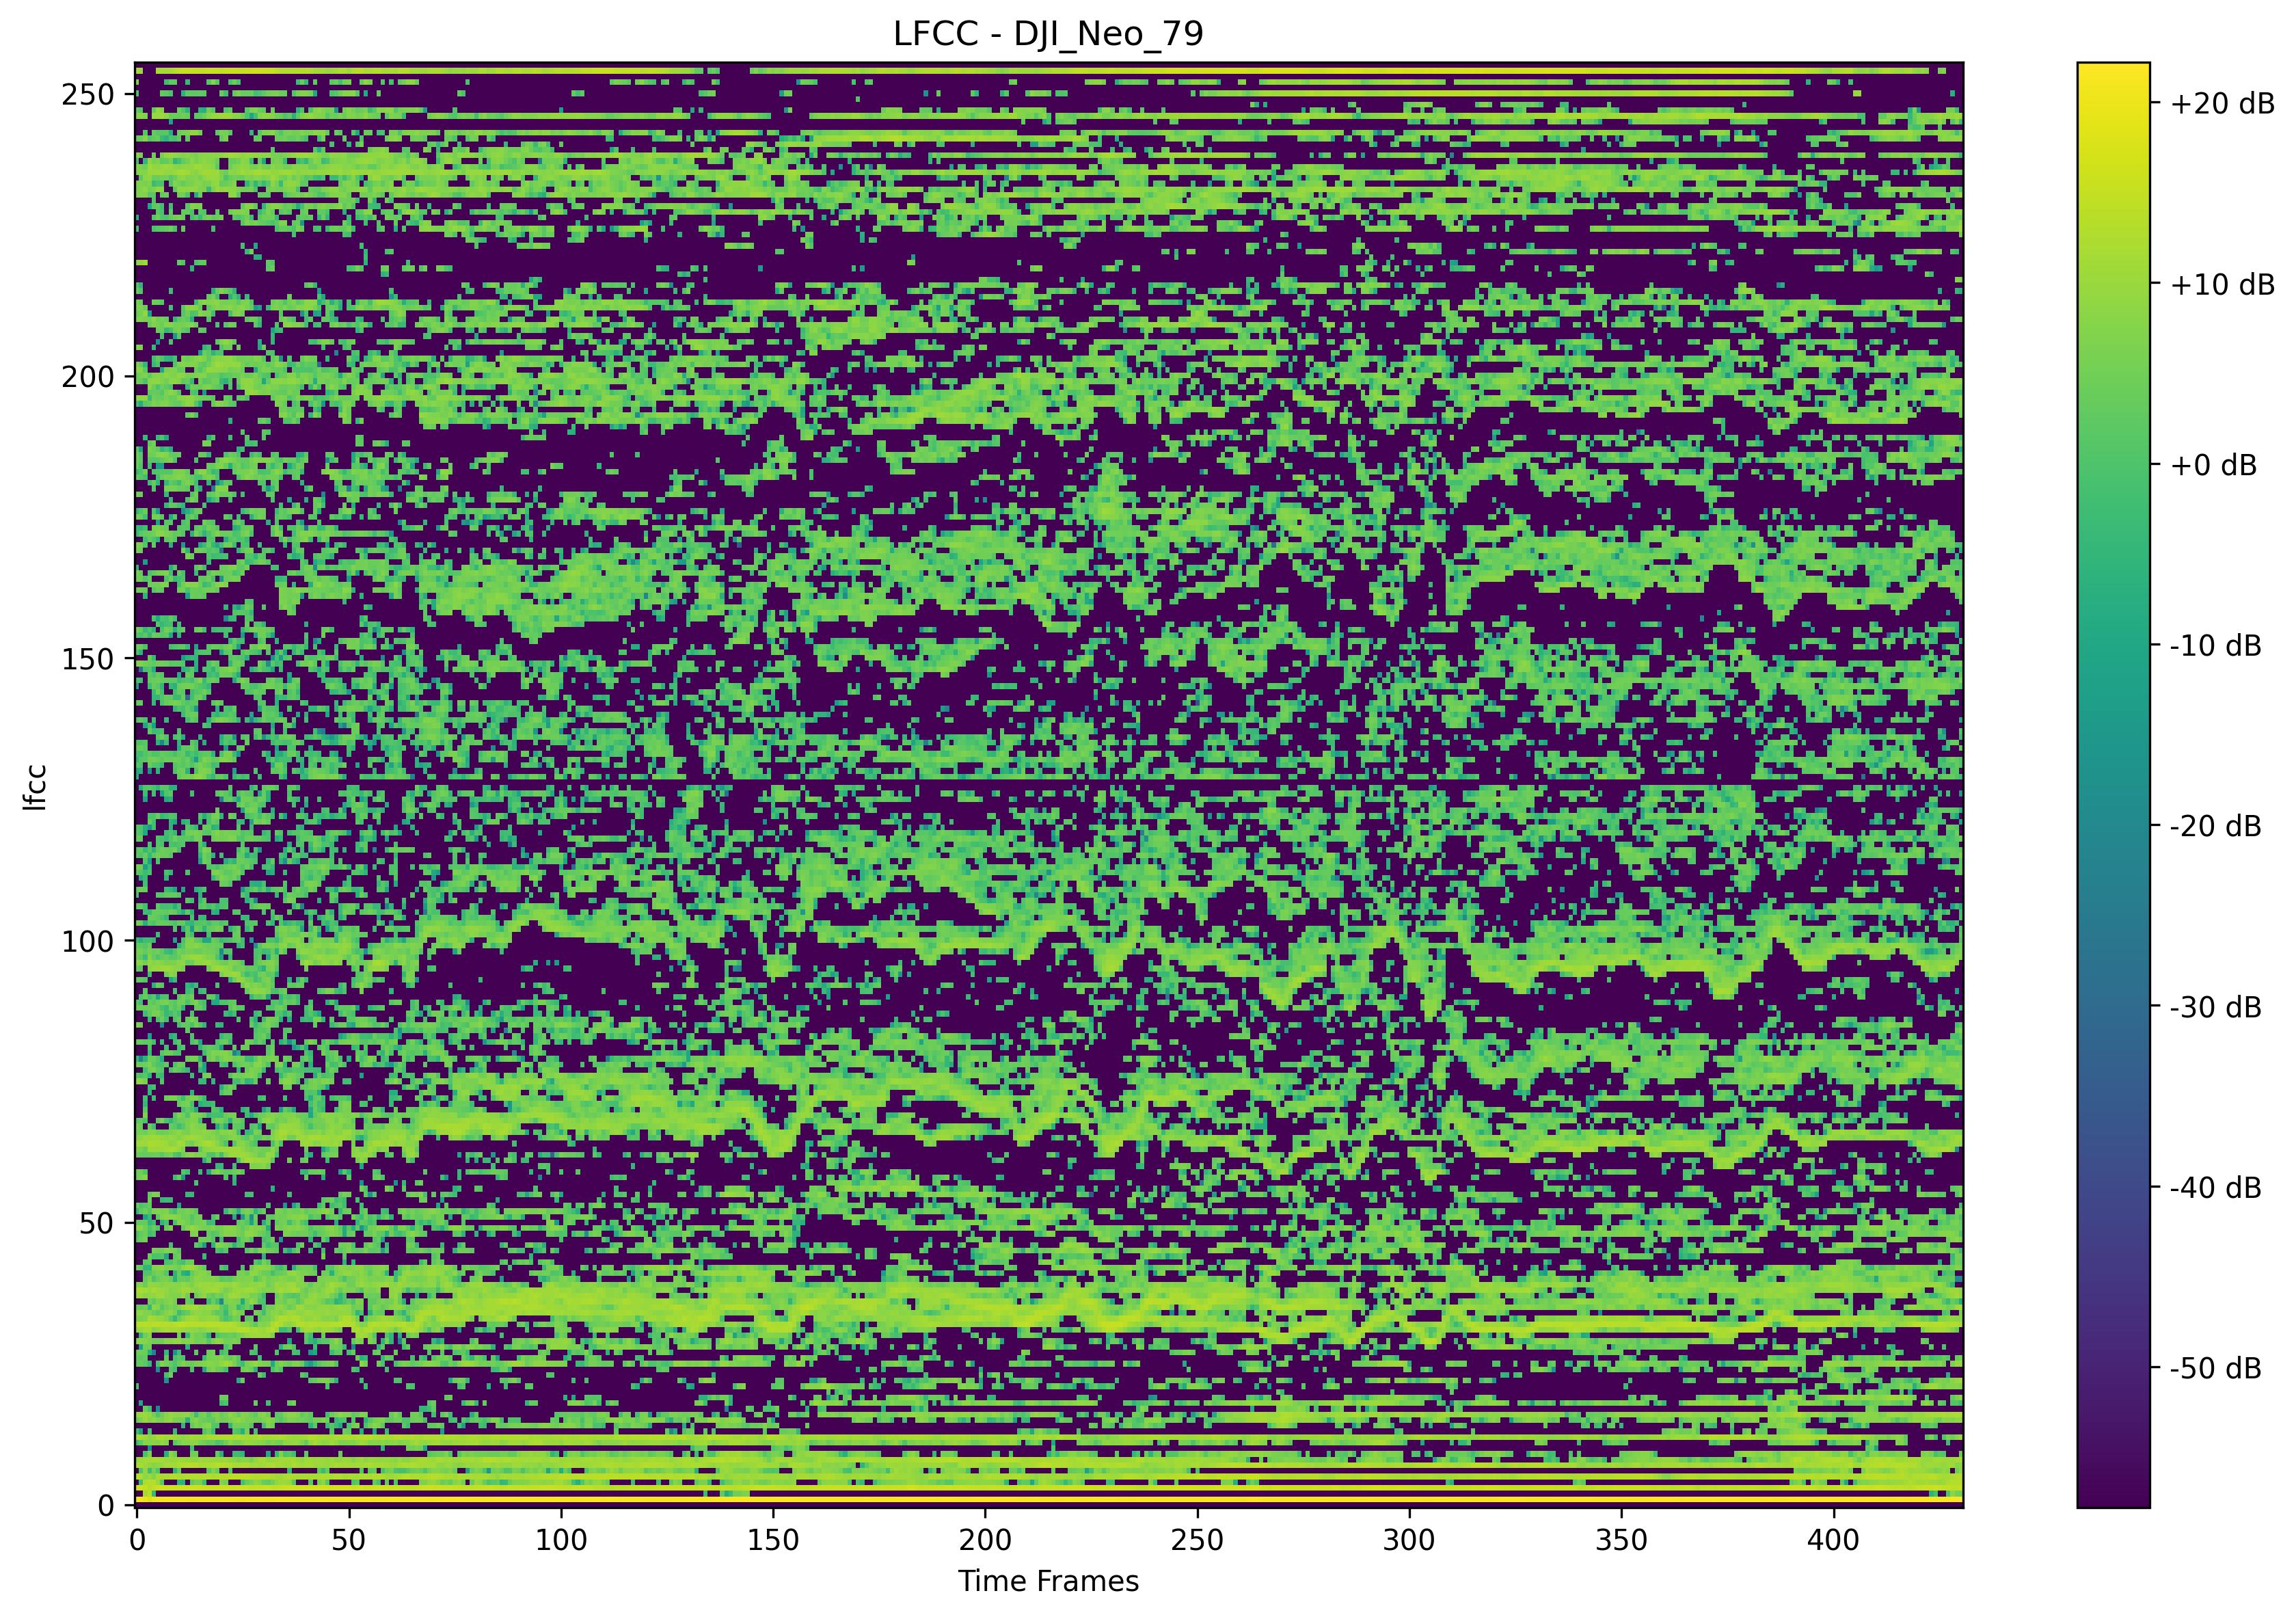 LFCC - DJI_Neo_79
250
200
150
100
50
0
lfcc
0 50 100 150 200 250 300 350 400
Time Frames
+20 dB
+10 dB
+0 dB
-10 dB
-20 dB
-30 dB
-40 dB
-50 dB